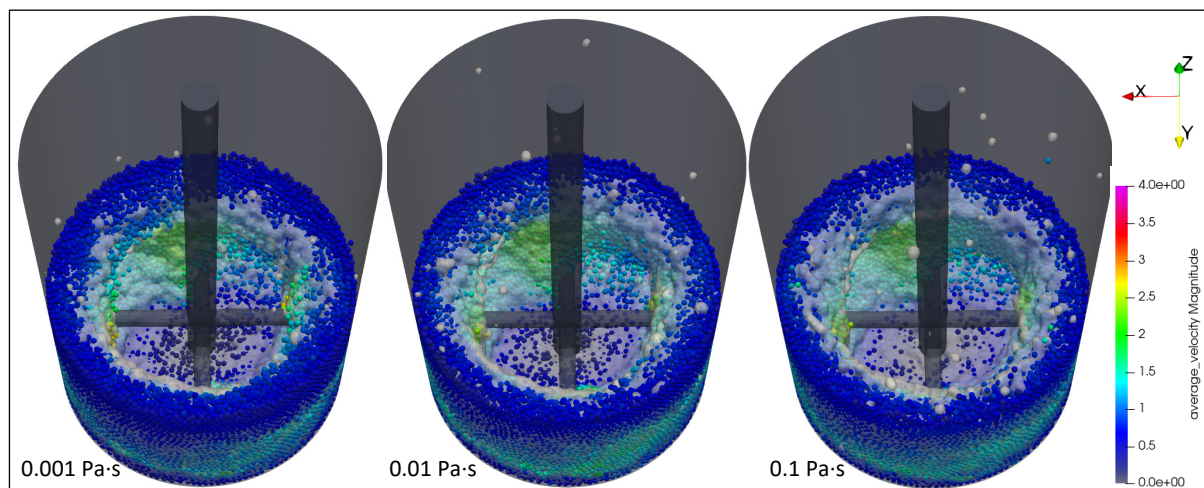 Z
X
Y
4.0e+00
3.5
3
2.5
2
1.5
1
0.5
0.0e+00
average_velocity Magnitude
0.001 Pa·s
0.01 Pa·s
0.1 Pa·s